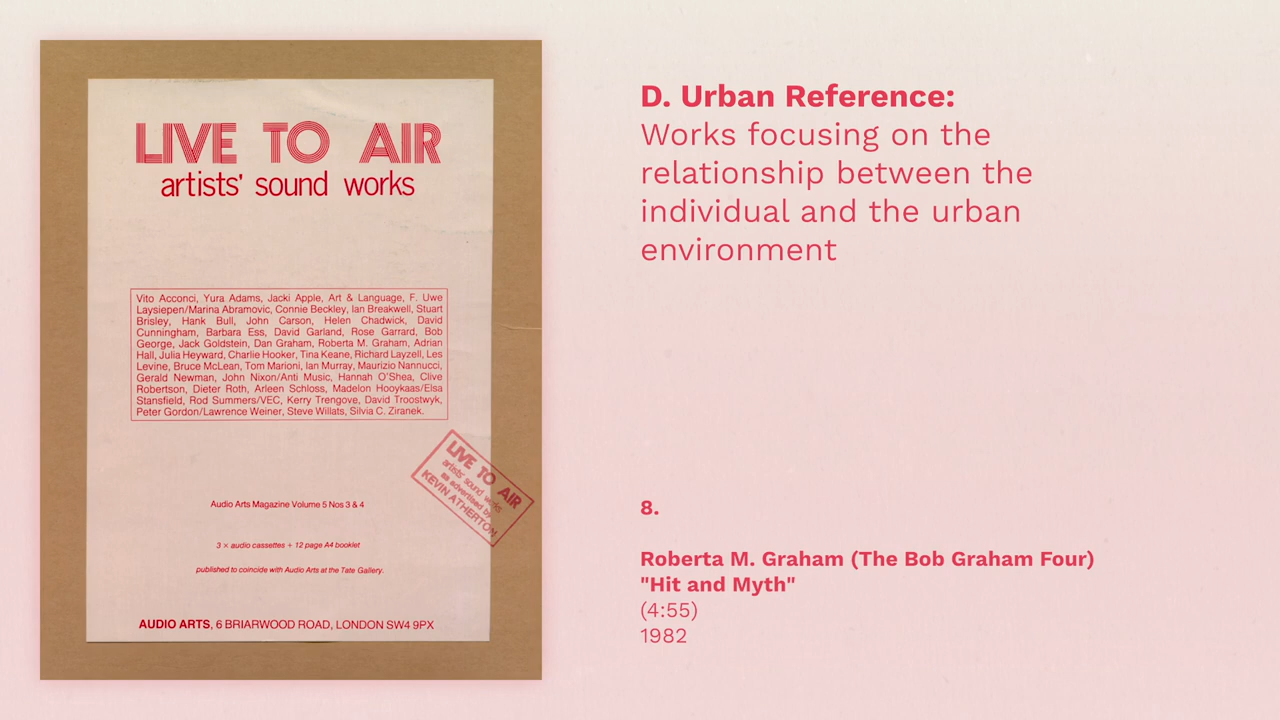 LIVE TO AIR
artists' sound works
Vito Acconci, Yura Adams, Jacki Apple, Art & Language, F. Uwe
Laysiepen/Marina Abramovic, Connie Beckley, Ian Breakwell, Stuart
Brisley, Hank Bull, John Carson, Helen Chadwick, David
Cunningham, Barbara Ess, David Garland, Rose Garrard, Bob
George, Jack Goldstein, Dan Graham, Roberta M. Graham, Adrian
Hall, Julia Heyward, Charlie Hooker, Tina Keane, Richard Layzell, Les
Levine, Bruce McLean, Tom Marioni, Ian Murray, Maurizio Nannucci,
Gerald Newman, John Nixon/Anti Music, Hannah O'Shea, Clive
Robertson, Dieter Roth, Arleen Schloss, Madelon Hooykaas/Elsa
Stansfield, Rod Summers/VEC, Kerry Trengove, David Troostwyk,
Peter Gordon/Lawrence Weiner, Steve Willats, Silvia C. Ziranek.
LIVE TO AIR
artists' sound works
as advertised by
KEVIN ATHERTON
Audio Arts Magazine Volume 5 Nos 3 & 4
3 × audio cassettes + 12 page A4 booklet
published to coincide with Audio Arts at the Tate Gallery.
AUDIO ARTS, 6 BRIARWOOD ROAD, LONDON SW4 9PX
D. Urban Reference:
Works focusing on the
relationship between the
individual and the urban
environment
8.
Roberta M. Graham (The Bob Graham Four)
"Hit and Myth"
(4:55)
1982